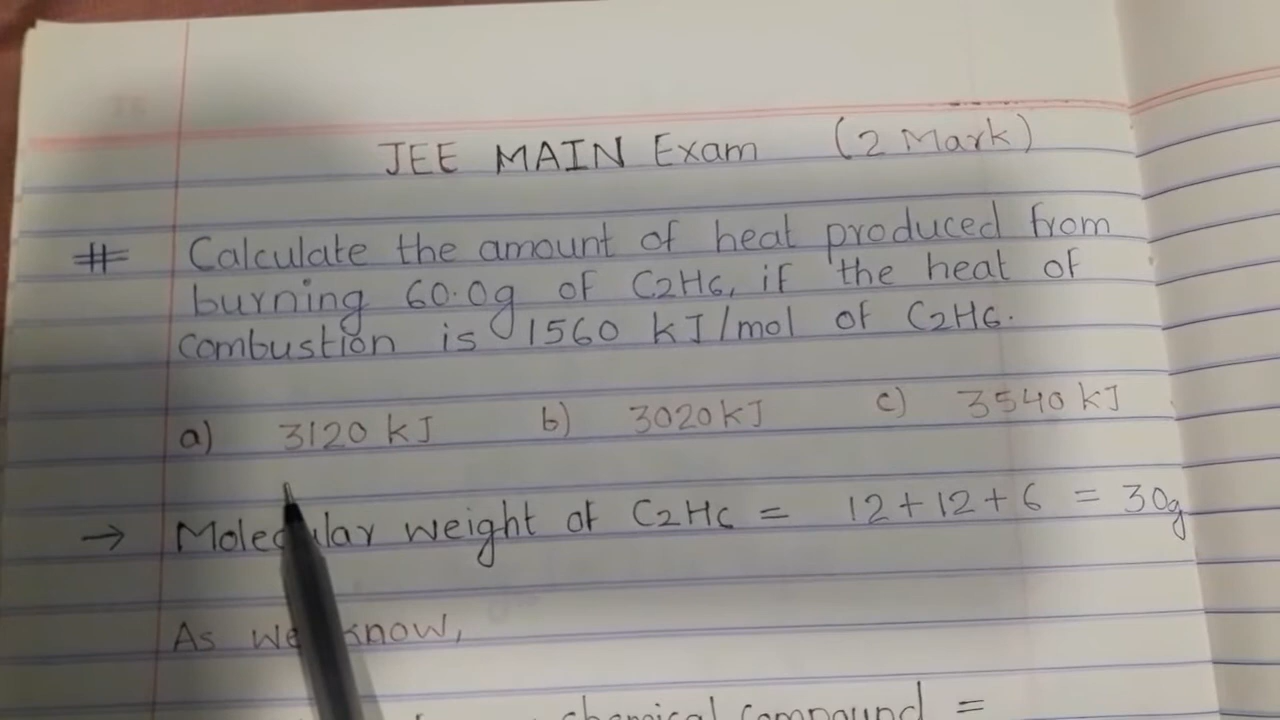 JEE MAIN Exam (2 Mark)
# Calculate the amount of heat produced from
burning 60.0g of C2H6, if the heat of
combustion is 1560 kJ/mol of C2H6.
a) 3120 kJ b) 3020 kJ c) 3540 kJ
→ Molecular weight of C2H6 = 12+12+6 = 30g
As we know,
chemical compound =